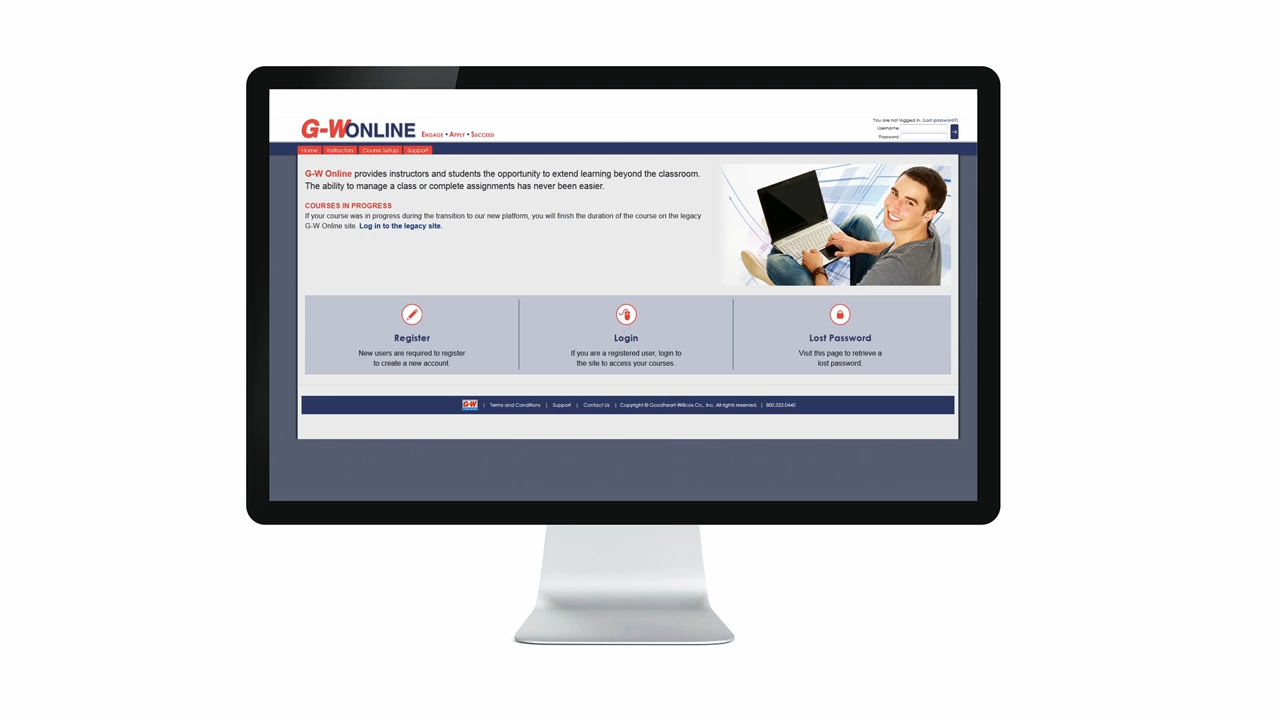 G-WONLINE ENGAGE • APPLY • SUCCEED
You are not logged in. (Lost password?)
Username
Password
Home Instructors Course Setup Support
G-W Online provides instructors and students the opportunity to extend learning beyond the classroom.
The ability to manage a class or complete assignments has never been easier.
COURSES IN PROGRESS
If your course was in progress during the transition to our new platform, you will finish the duration of the course on the legacy
G-W Online site. Log in to the legacy site.
Register
New users are required to register
to create a new account.
Login
If you are a registered user, login to
the site to access your courses.
Lost Password
Visit this page to retrieve a
lost password.
G-W | Terms and Conditions | Support | Contact Us | Copyright © Goodheart-Willcox Co., Inc. All rights reserved. | 800.323.0440